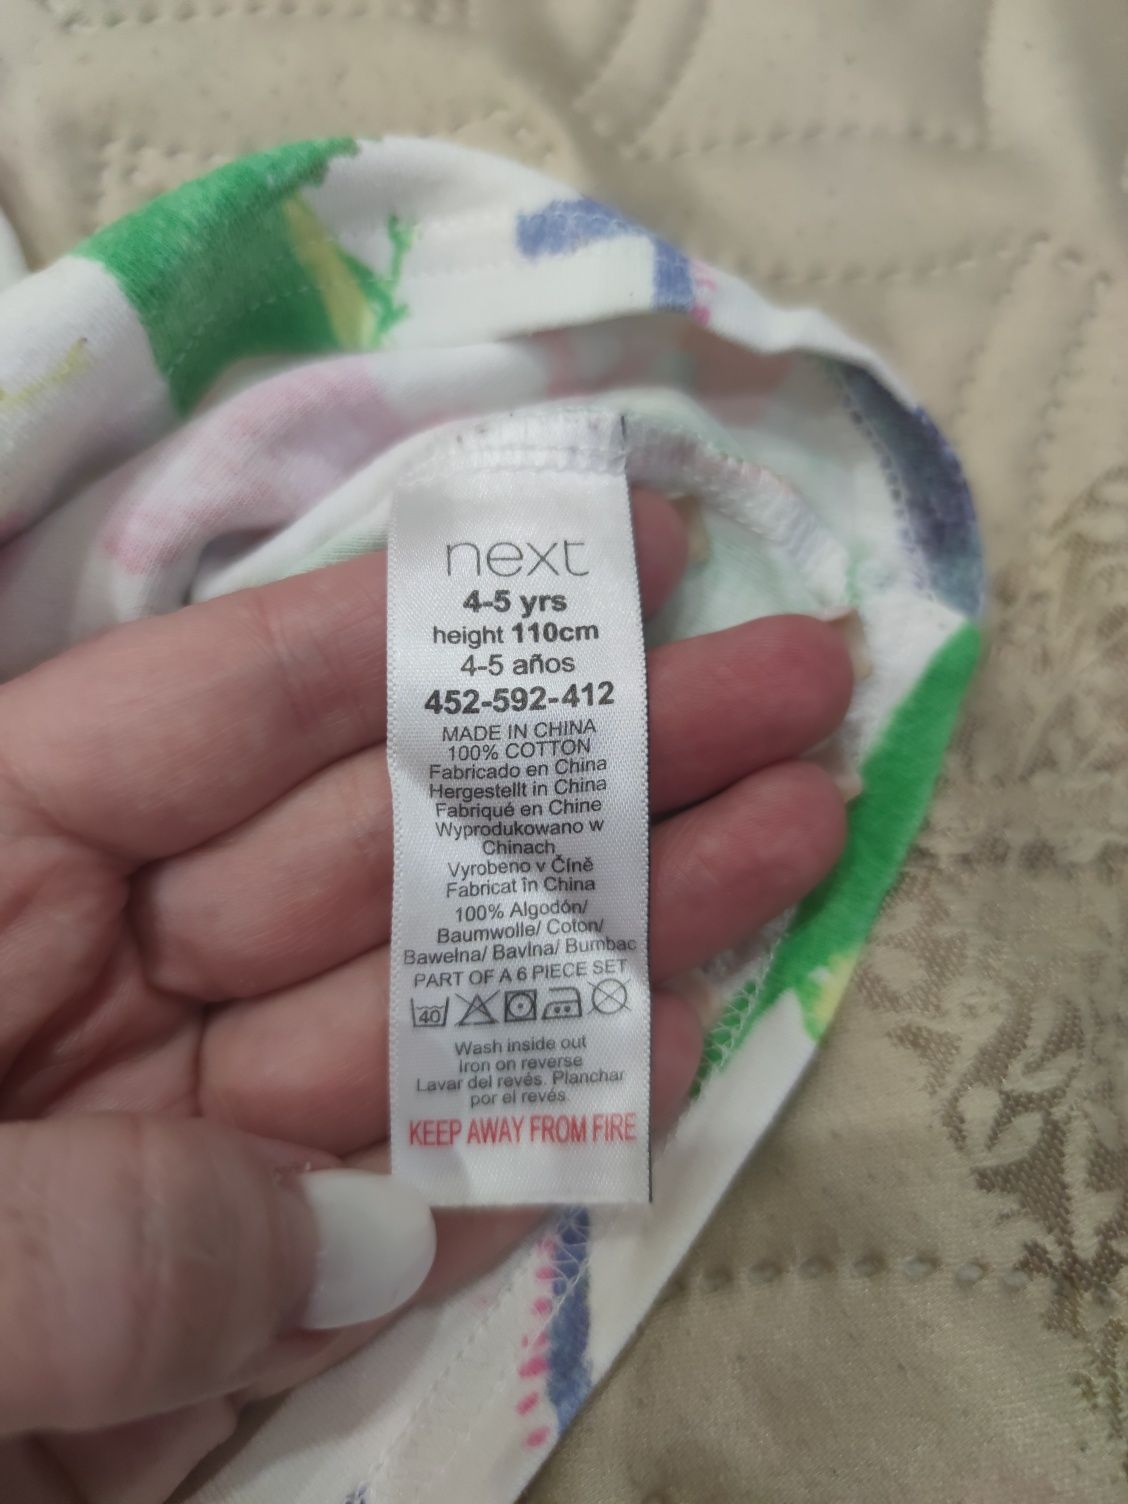 next
4-5 yrs
height 110cm
4-5 años
452-592-412
MADE IN CHINA
100% COTTON
Fabricado en China
Hergestellt in China
Fabriqué en Chine
Wyprodukowano w
Chinach
Vyrobeno v Číně
Fabricat în China
100% Algodón/
Baumwolle/ Coton/
Bawełna/ Bavlna/ Bumbac
PART OF A 6 PIECE SET
40
Wash inside out
Iron on reverse
Lavar del revés. Planchar
por el revés.
KEEP AWAY FROM FIRE